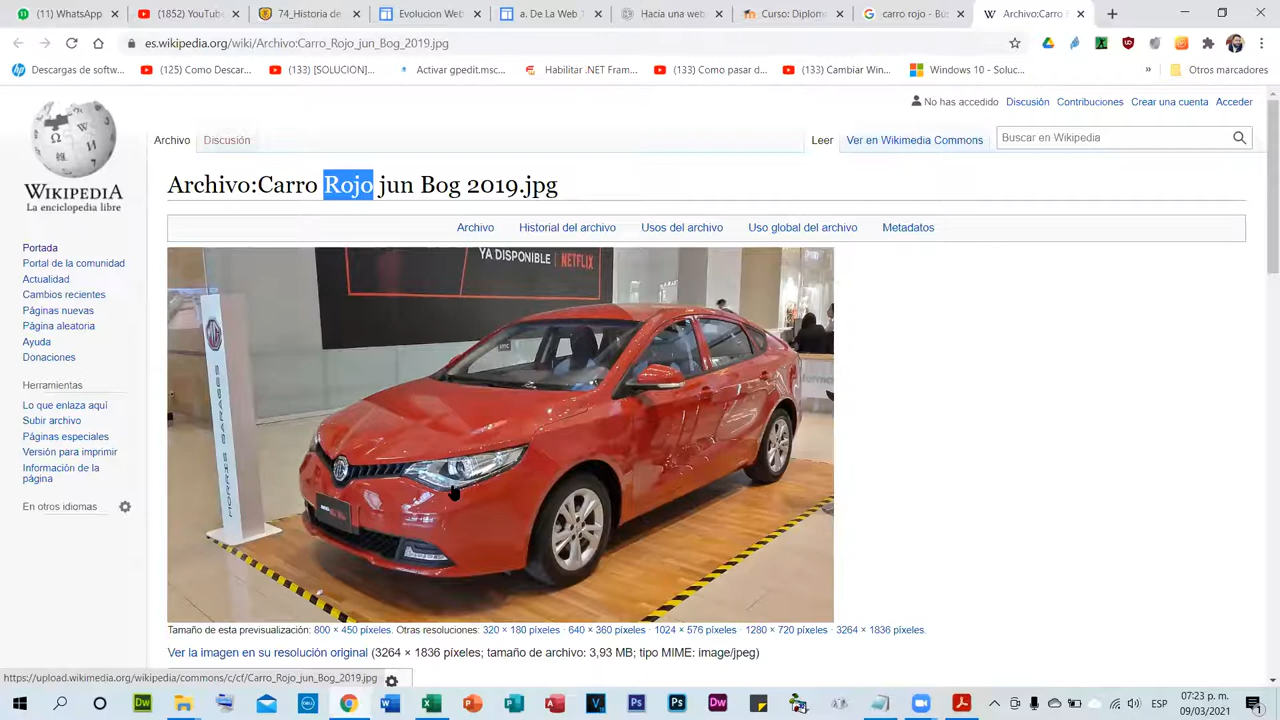 (11) WhatsApp
(1852) YouTube
74_Historia de
Evolucion Web
a. De La Web
Hacia una web
Curso: Diplom
carro rojo - Bús
Archivo:Carro R
es.wikipedia.org/wiki/Archivo:Carro_Rojo_jun_Bog_2019.jpg
Descargas de softw...
(125) Como Descar...
(133) [SOLUCION]...
Activar gpeditmsc...
Habilitar .NET Fram...
(133) Como pasar d...
(133) Cambiar Win...
Windows 10 - Soluc...
»
Otros marcadores
No has accedido
Discusión
Contribuciones
Crear una cuenta
Acceder
Archivo
Discusión
Leer
Ver en Wikimedia Commons
Buscar en Wikipedia
WIKIPEDIA
La enciclopedia libre
Archivo:Carro Rojo jun Bog 2019.jpg
Archivo
Historial del archivo
Usos del archivo
Uso global del archivo
Metadatos
Portada
Portal de la comunidad
Actualidad
Cambios recientes
Páginas nuevas
Página aleatoria
Ayuda
Donaciones
Herramientas
Lo que enlaza aquí
Subir archivo
Páginas especiales
Versión para imprimir
Información de la
página
En otros idiomas
YA DISPONIBLE | NETFLIX
MORRIS GARAGES
Tamaño de esta previsualización: 800 × 450 píxeles. Otras resoluciones: 320 × 180 píxeles · 640 × 360 píxeles · 1024 × 576 píxeles · 1280 × 720 píxeles · 3264 × 1836 píxeles.
Ver la imagen en su resolución original (3264 × 1836 píxeles; tamaño de archivo: 3,93 MB; tipo MIME: image/jpeg)
https://upload.wikimedia.org/wikipedia/commons/c/cf/Carro_Rojo_jun_Bog_2019.jpg
ESP
07:23 p. m.
09/03/2021